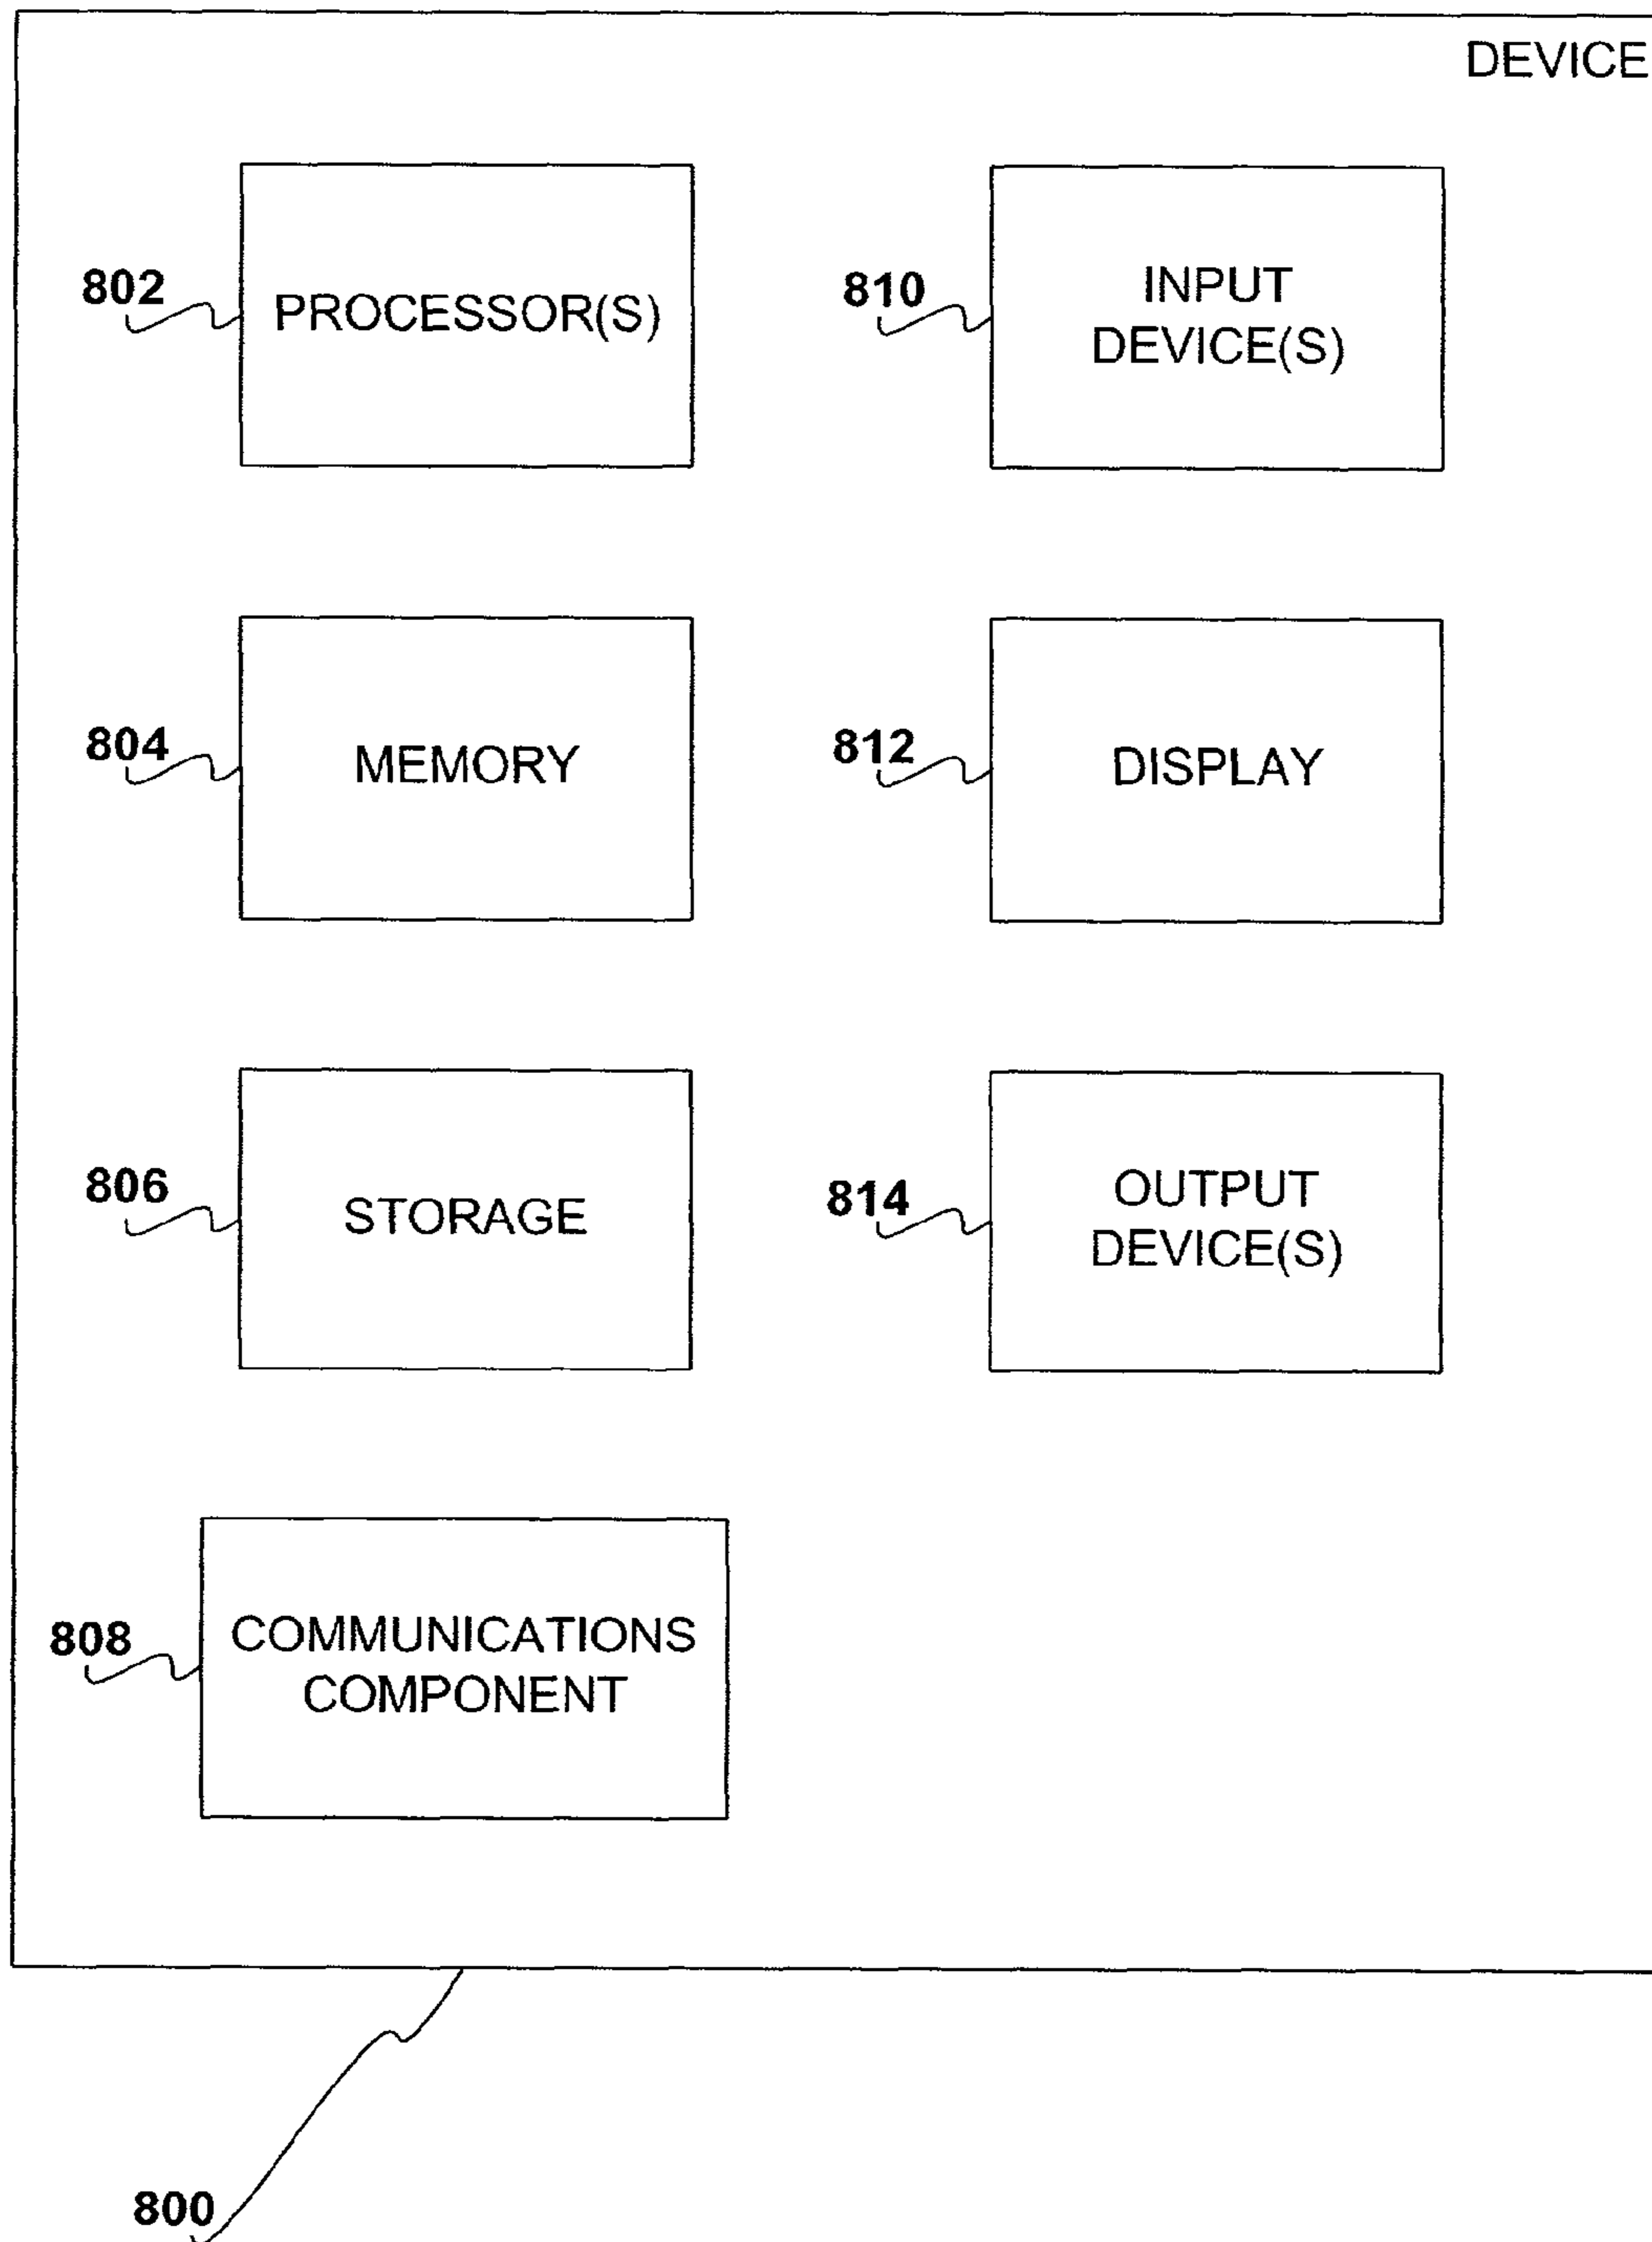 DEVICE
802
PROCESSOR(S)
810
INPUT
DEVICE(S)
804
MEMORY
812
DISPLAY
806
STORAGE
814
OUTPUT
DEVICE(S)
808
COMMUNICATIONS
COMPONENT
800